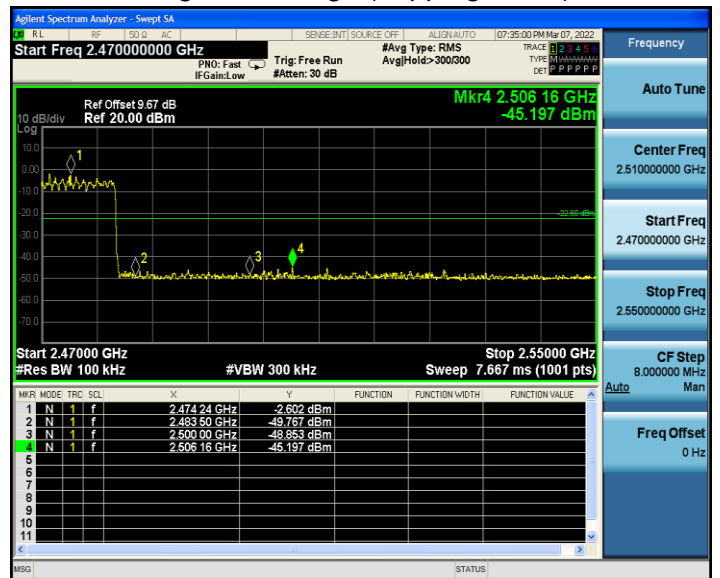 Agilent Spectrum Analyzer - Swept SA
RL RF 50 Ω AC SENSE:INT SOURCE OFF ALIGN AUTO 07:35:00 PM Mar 07, 2022
Start Freq 2.470000000 GHz
PNO: Fast
IFGain:Low
Trig: Free Run
#Atten: 30 dB
#Avg Type: RMS
Avg|Hold:>300/300
TRACE 1 2 3 4 5 6
TYPE M
DET P P P P P P
Frequency
Auto Tune
Center Freq
2.510000000 GHz
Start Freq
2.470000000 GHz
Stop Freq
2.550000000 GHz
CF Step
8.000000 MHz
Auto Man
Freq Offset
0 Hz
Mkr4 2.506 16 GHz
-45.197 dBm
Ref Offset 9.67 dB
10 dB/div Ref 20.00 dBm
Log
10.0
0.00
-10.0
-20.0
-30.0
-40.0
-50.0
-60.0
-70.0
1
2
3
4
-22.60 dBm
Start 2.47000 GHz Stop 2.55000 GHz
#Res BW 100 kHz #VBW 300 kHz Sweep 7.667 ms (1001 pts)
MKR MODE TRC SCL X Y FUNCTION FUNCTION WIDTH FUNCTION VALUE
1 N 1 f 2.474 24 GHz -2.602 dBm
2 N 1 f 2.483 50 GHz -49.767 dBm
3 N 1 f 2.500 00 GHz -48.853 dBm
4 N 1 f 2.506 16 GHz -45.197 dBm
5
6
7
8
9
10
11
MSG STATUS